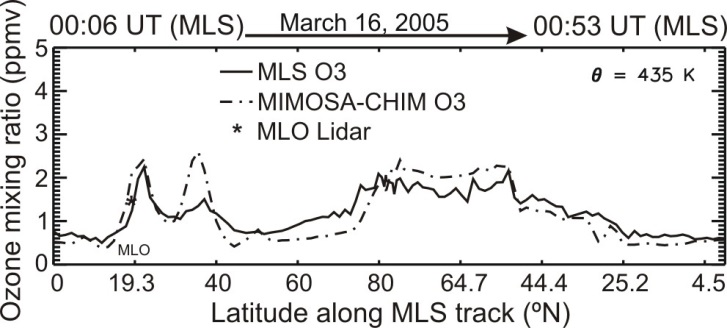 00:06 UT (MLS) March 16, 2005 00:53 UT (MLS)
Ozone mixing ratio (ppmv)
5
4
3
2
1
0
MLS O3
MIMOSA-CHIM O3
* MLO Lidar
θ = 435 K
MLO
0 19.3 40 60 80 64.7 44.4 25.2 4.5
Latitude along MLS track (ºN)